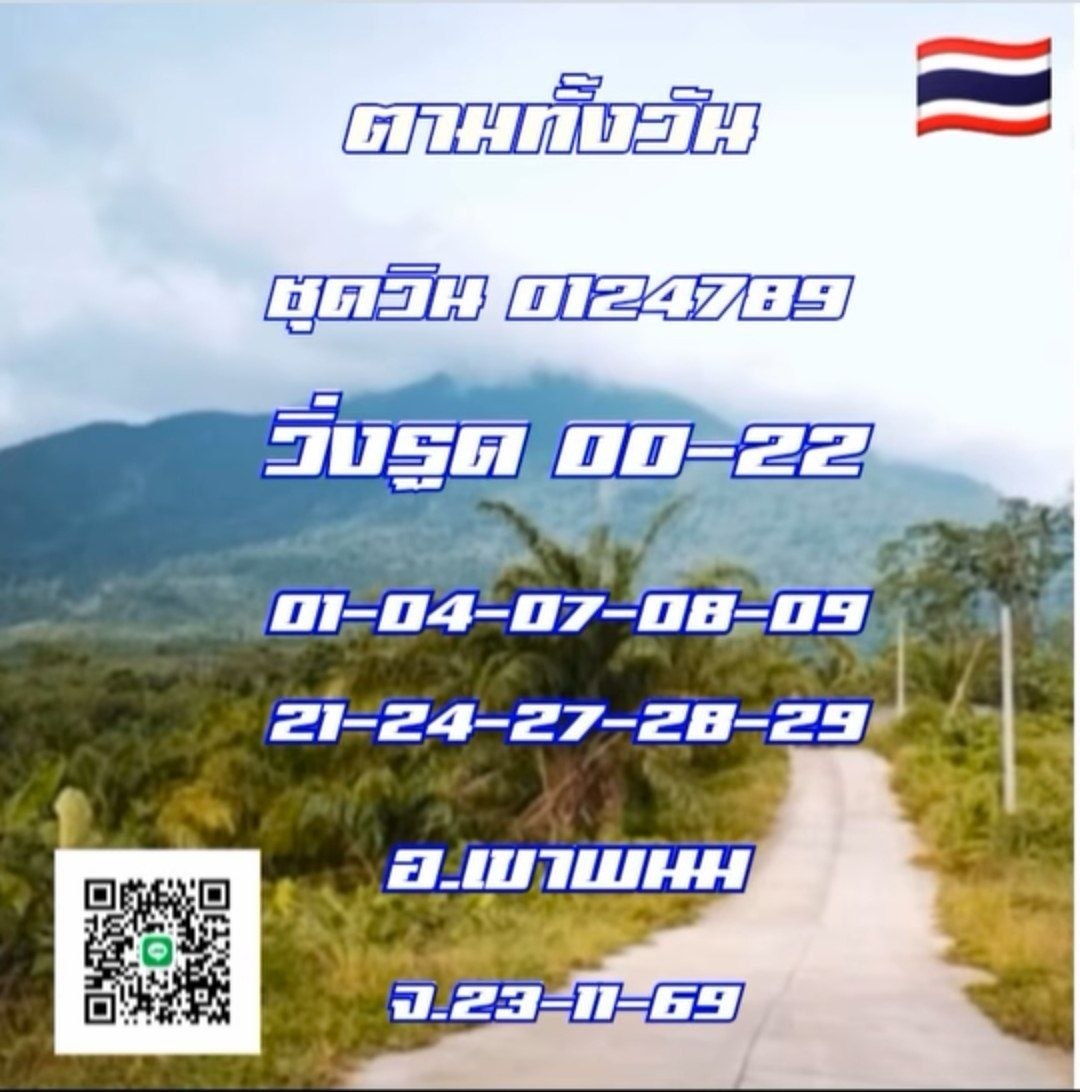 ตามทั้งวัน
ชุดวิน 0124789
วิ่งรูด 00-22
01-04-07-08-09
21-24-27-28-29
อ.เขาพนม
จ.23-11-69